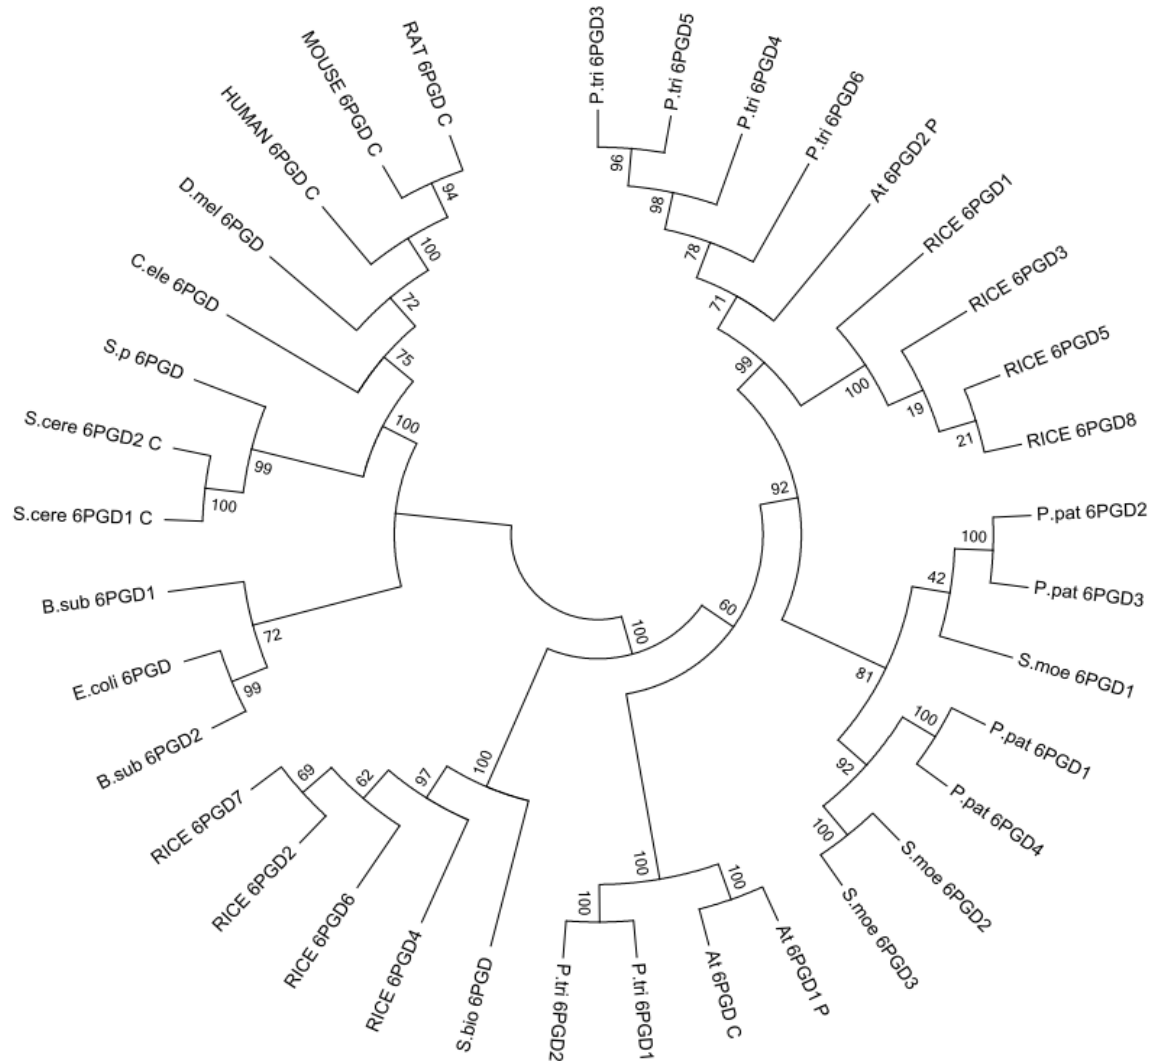 P.tri 6PGD3
P.tri 6PGD5
P.tri 6PGD4
P.tri 6PGD6
At 6PGD2 P
RICE 6PGD1
RICE 6PGD3
RICE 6PGD5
RICE 6PGD8
P.pat 6PGD2
P.pat 6PGD3
S.moe 6PGD1
P.pat 6PGD1
P.pat 6PGD4
S.moe 6PGD2
S.moe 6PGD3
At 6PGD1 P
At 6PGD C
P.tri 6PGD1
P.tri 6PGD2
S.bio 6PGD
RICE 6PGD4
RICE 6PGD6
RICE 6PGD2
RICE 6PGD7
B.sub 6PGD2
E.coli 6PGD
B.sub 6PGD1
S.cere 6PGD1 C
S.cere 6PGD2 C
S.p 6PGD
C.ele 6PGD
D.mel 6PGD
HUMAN 6PGD C
MOUSE 6PGD C
RAT 6PGD C
96
98
78
71
99
100
19
21
92
100
42
81
100
92
100
60
100
100
100
100
100
97
62
69
99
72
100
99
100
75
72
100
94